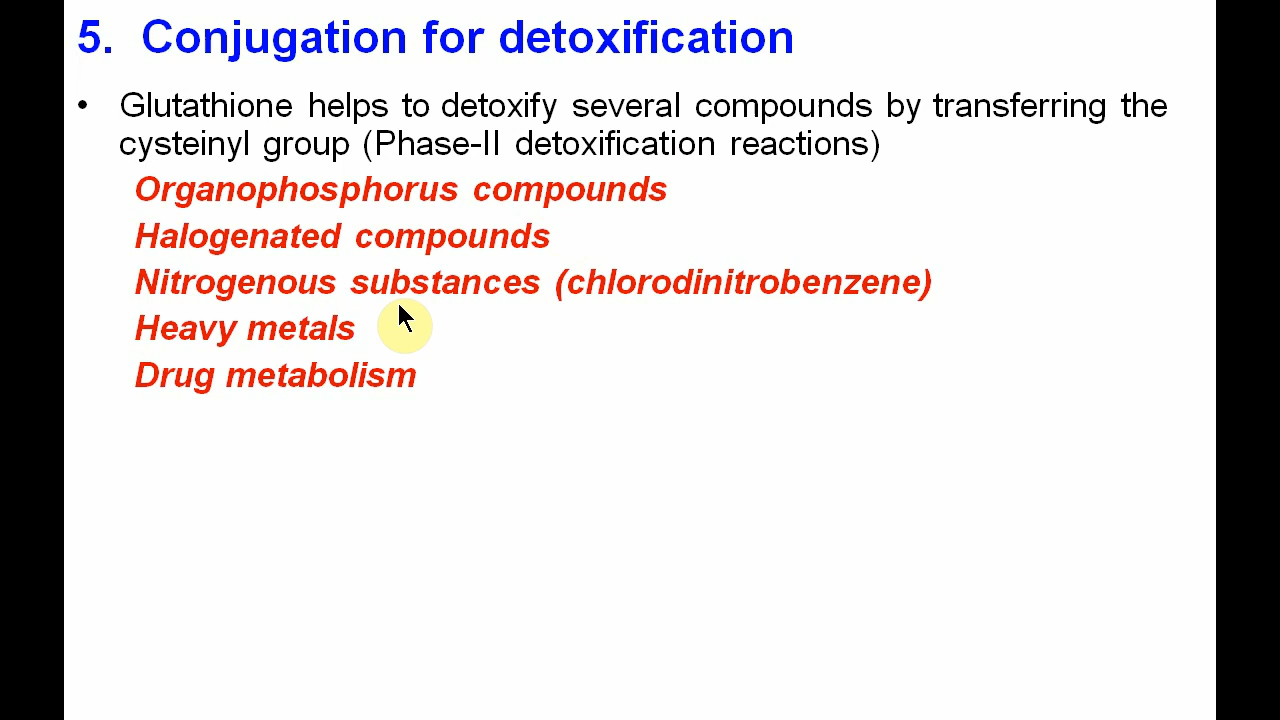 5. Conjugation for detoxification
• Glutathione helps to detoxify several compounds by transferring the
cysteinyl group (Phase-II detoxification reactions)
Organophosphorus compounds
Halogenated compounds
Nitrogenous substances (chlorodinitrobenzene)
Heavy metals
Drug metabolism